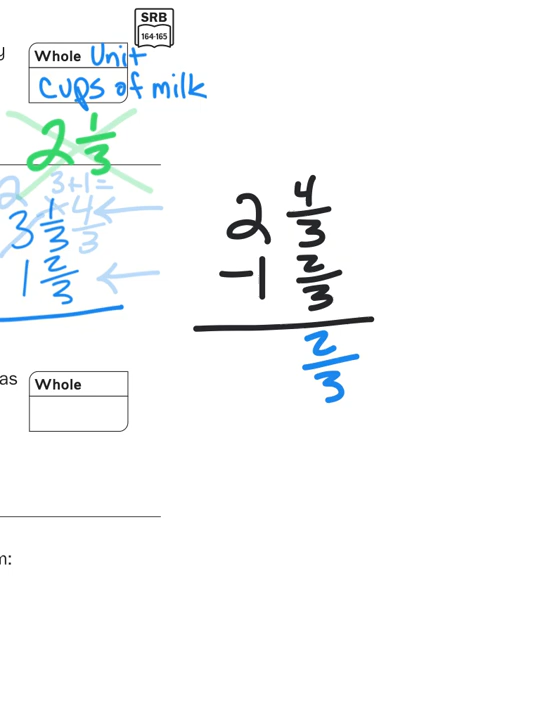 SRB
164-165
y
Whole Unit
cups of milk
2 1/3
2 3+1=
3 1/3 4/3
1 2/3
2 4/3
-1 2/3
2/3
as
Whole
m: